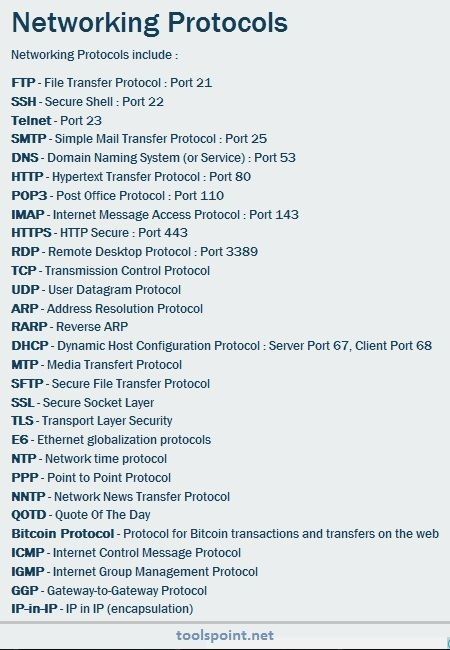 Networking Protocols
Networking Protocols include :
FTP - File Transfer Protocol : Port 21
SSH - Secure Shell : Port 22
Telnet - Port 23
SMTP - Simple Mail Transfer Protocol : Port 25
DNS - Domain Naming System (or Service) : Port 53
HTTP - Hypertext Transfer Protocol : Port 80
POP3 - Post Office Protocol : Port 110
IMAP - Internet Message Access Protocol : Port 143
HTTPS - HTTP Secure : Port 443
RDP - Remote Desktop Protocol : Port 3389
TCP - Transmission Control Protocol
UDP - User Datagram Protocol
ARP - Address Resolution Protocol
RARP - Reverse ARP
DHCP - Dynamic Host Configuration Protocol : Server Port 67, Client Port 68
MTP - Media Transfert Protocol
SFTP - Secure File Transfer Protocol
SSL - Secure Socket Layer
TLS - Transport Layer Security
E6 - Ethernet globalization protocols
NTP - Network time protocol
PPP - Point to Point Protocol
NNTP - Network News Transfer Protocol
QOTD - Quote Of The Day
Bitcoin Protocol - Protocol for Bitcoin transactions and transfers on the web
ICMP - Internet Control Message Protocol
IGMP - Internet Group Management Protocol
GGP - Gateway-to-Gateway Protocol
IP-in-IP - IP in IP (encapsulation)
toolspoint.net